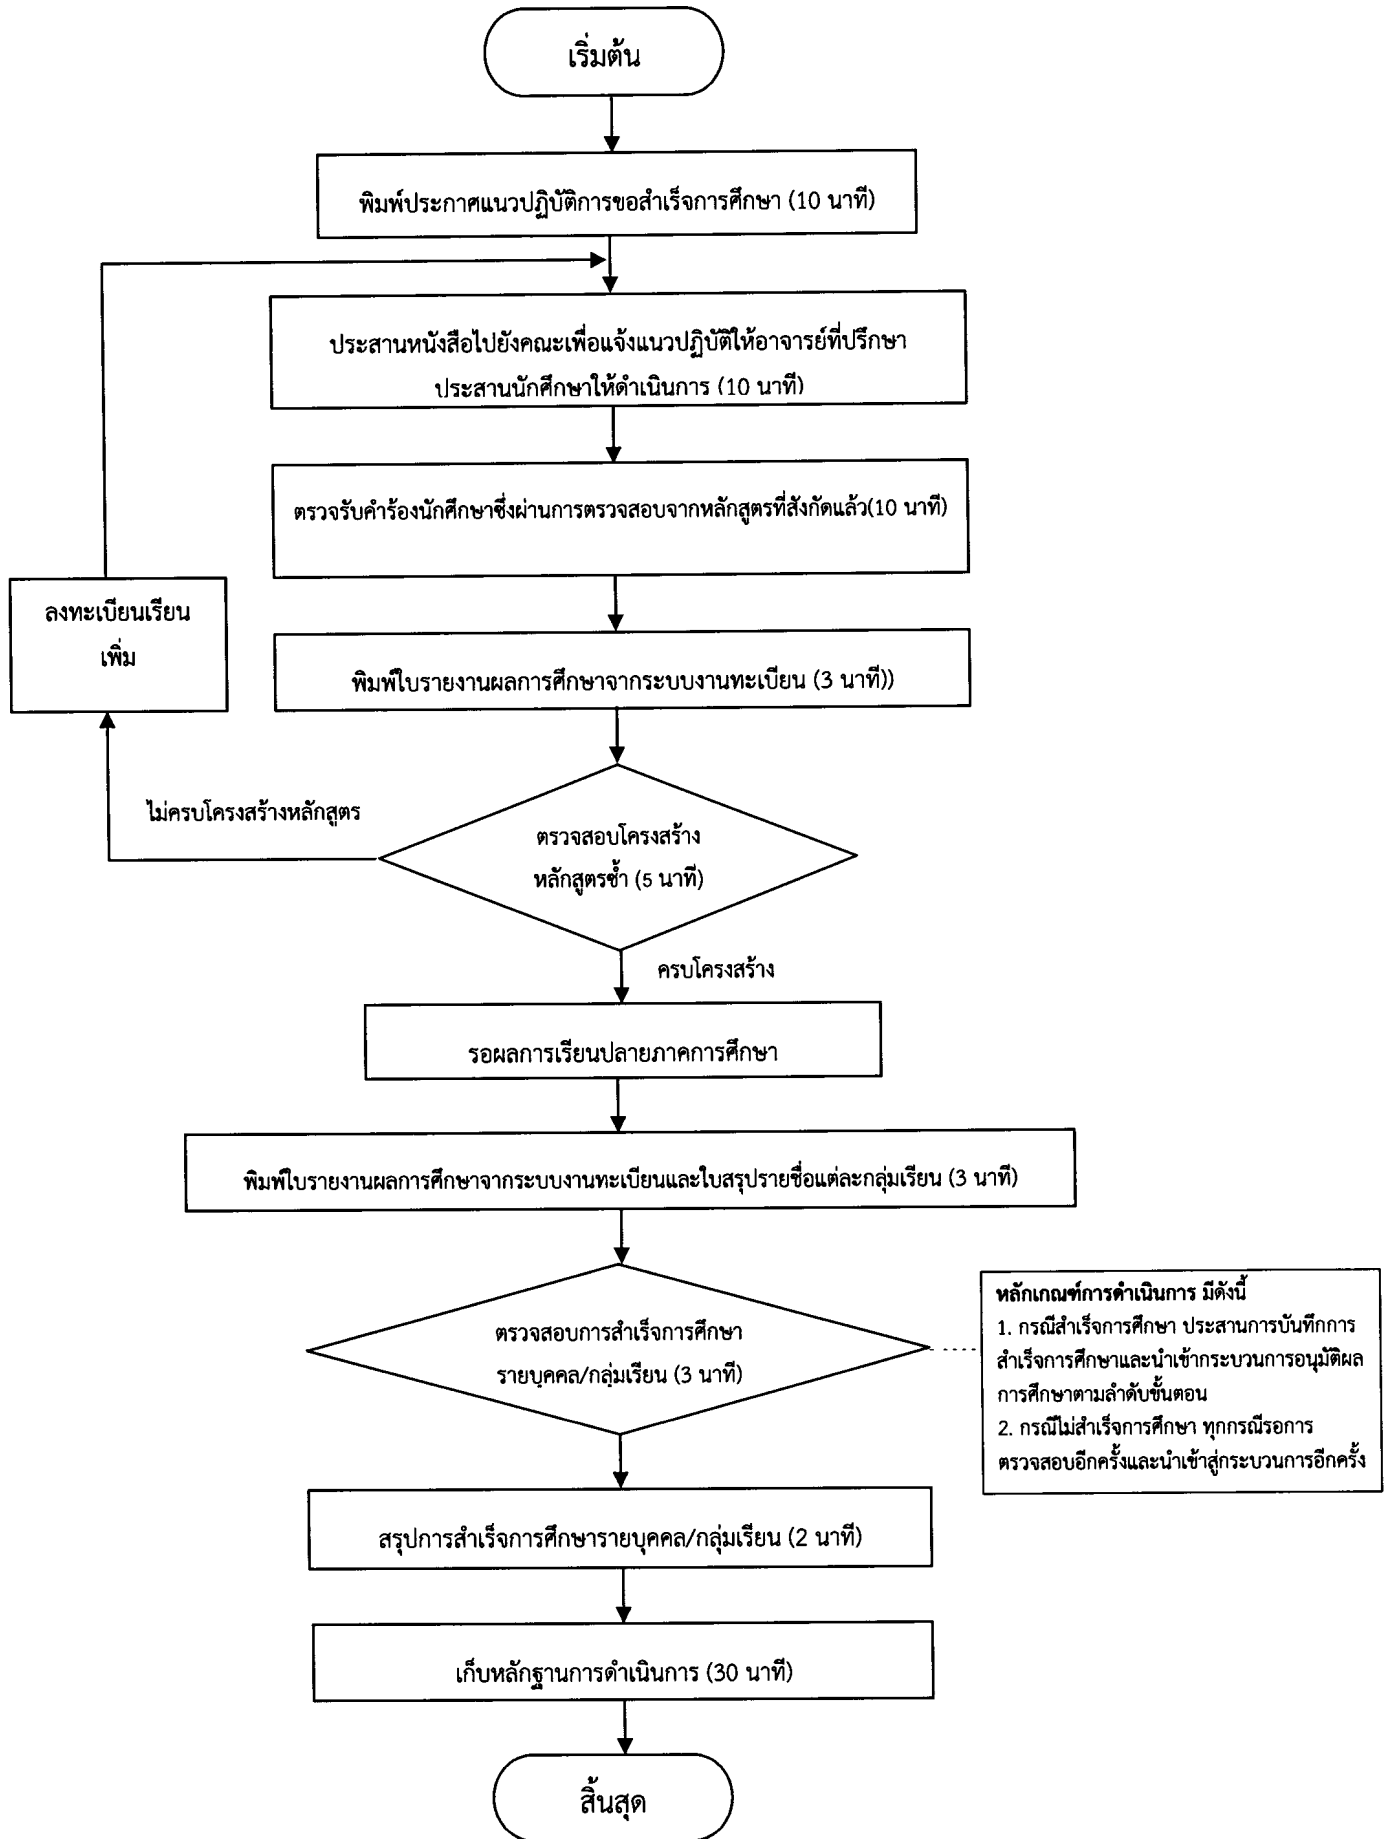 เริ่มต้น
พิมพ์ประกาศแนวปฏิบัติการขอสำเร็จการศึกษา (10 นาที)
ประสานหนังสือไปยังคณะเพื่อแจ้งแนวปฏิบัติให้อาจารย์ที่ปรึกษา
ประสานนักศึกษาให้ดำเนินการ (10 นาที)
ตรวจรับคำร้องนักศึกษาซึ่งผ่านการตรวจสอบจากหลักสูตรที่สังกัดแล้ว(10 นาที)
ลงทะเบียนเรียน
เพิ่ม
พิมพ์ใบรายงานผลการศึกษาจากระบบงานทะเบียน (3 นาที))
ไม่ครบโครงสร้างหลักสูตร
ตรวจสอบโครงสร้าง
หลักสูตรซ้ำ (5 นาที)
ครบโครงสร้าง
รอผลการเรียนปลายภาคการศึกษา
พิมพ์ใบรายงานผลการศึกษาจากระบบงานทะเบียนและใบสรุปรายชื่อแต่ละกลุ่มเรียน (3 นาที)
ตรวจสอบการสำเร็จการศึกษา
รายบุคคล/กลุ่มเรียน (3 นาที)
หลักเกณฑ์การดำเนินการ มีดังนี้
1. กรณีสำเร็จการศึกษา ประสานการบันทึกการ
สำเร็จการศึกษาและนำเข้ากระบวนการอนุมัติผล
การศึกษาตามลำดับขั้นตอน
2. กรณีไม่สำเร็จการศึกษา ทุกกรณีรอการ
ตรวจสอบอีกครั้งและนำเข้าสู่กระบวนการอีกครั้ง
สรุปการสำเร็จการศึกษารายบุคคล/กลุ่มเรียน (2 นาที)
เก็บหลักฐานการดำเนินการ (30 นาที)
สิ้นสุด